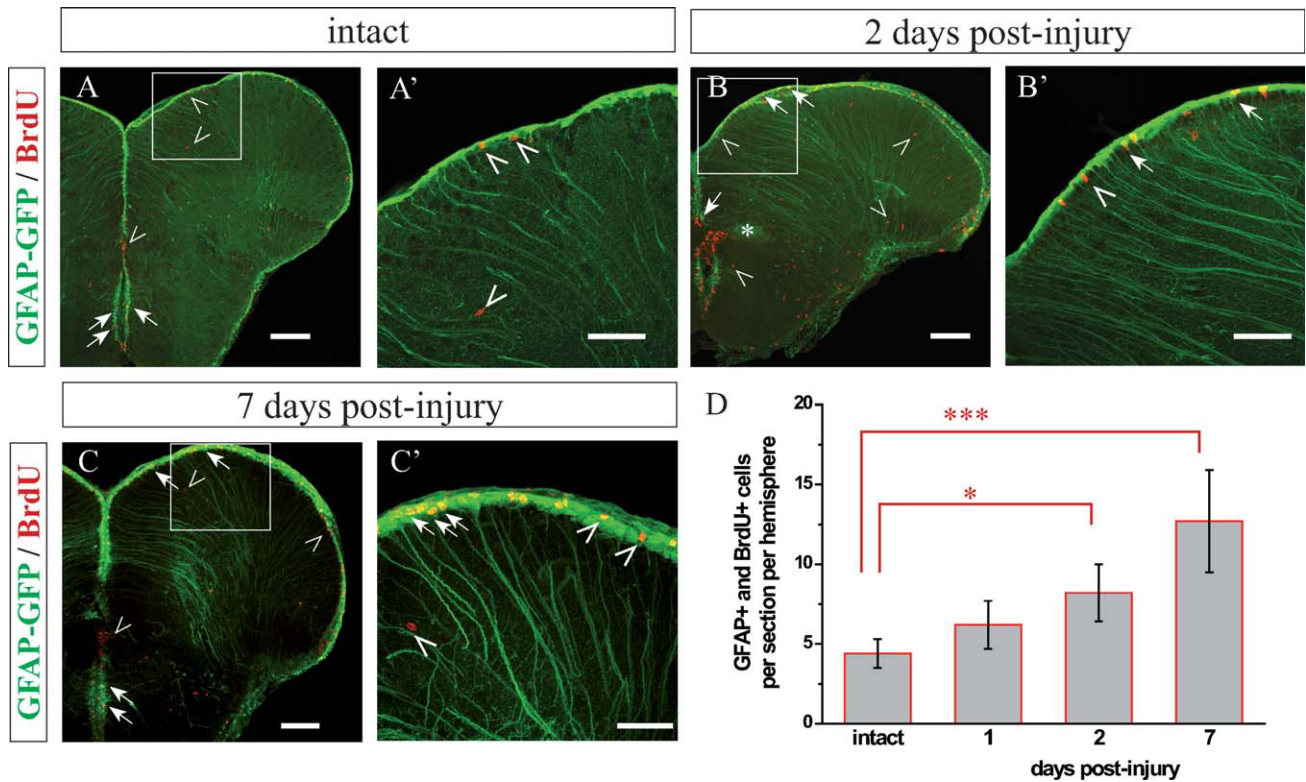 intact
2 days post-injury
GFAP-GFP / BrdU
A
A'
B
*
B'
7 days post-injury
GFAP-GFP / BrdU
C
C'
D
GFAP+ and BrdU+ cells
per section per hemisphere
20
15
10
5
0
***
*
intact 1 2 7
days post-injury